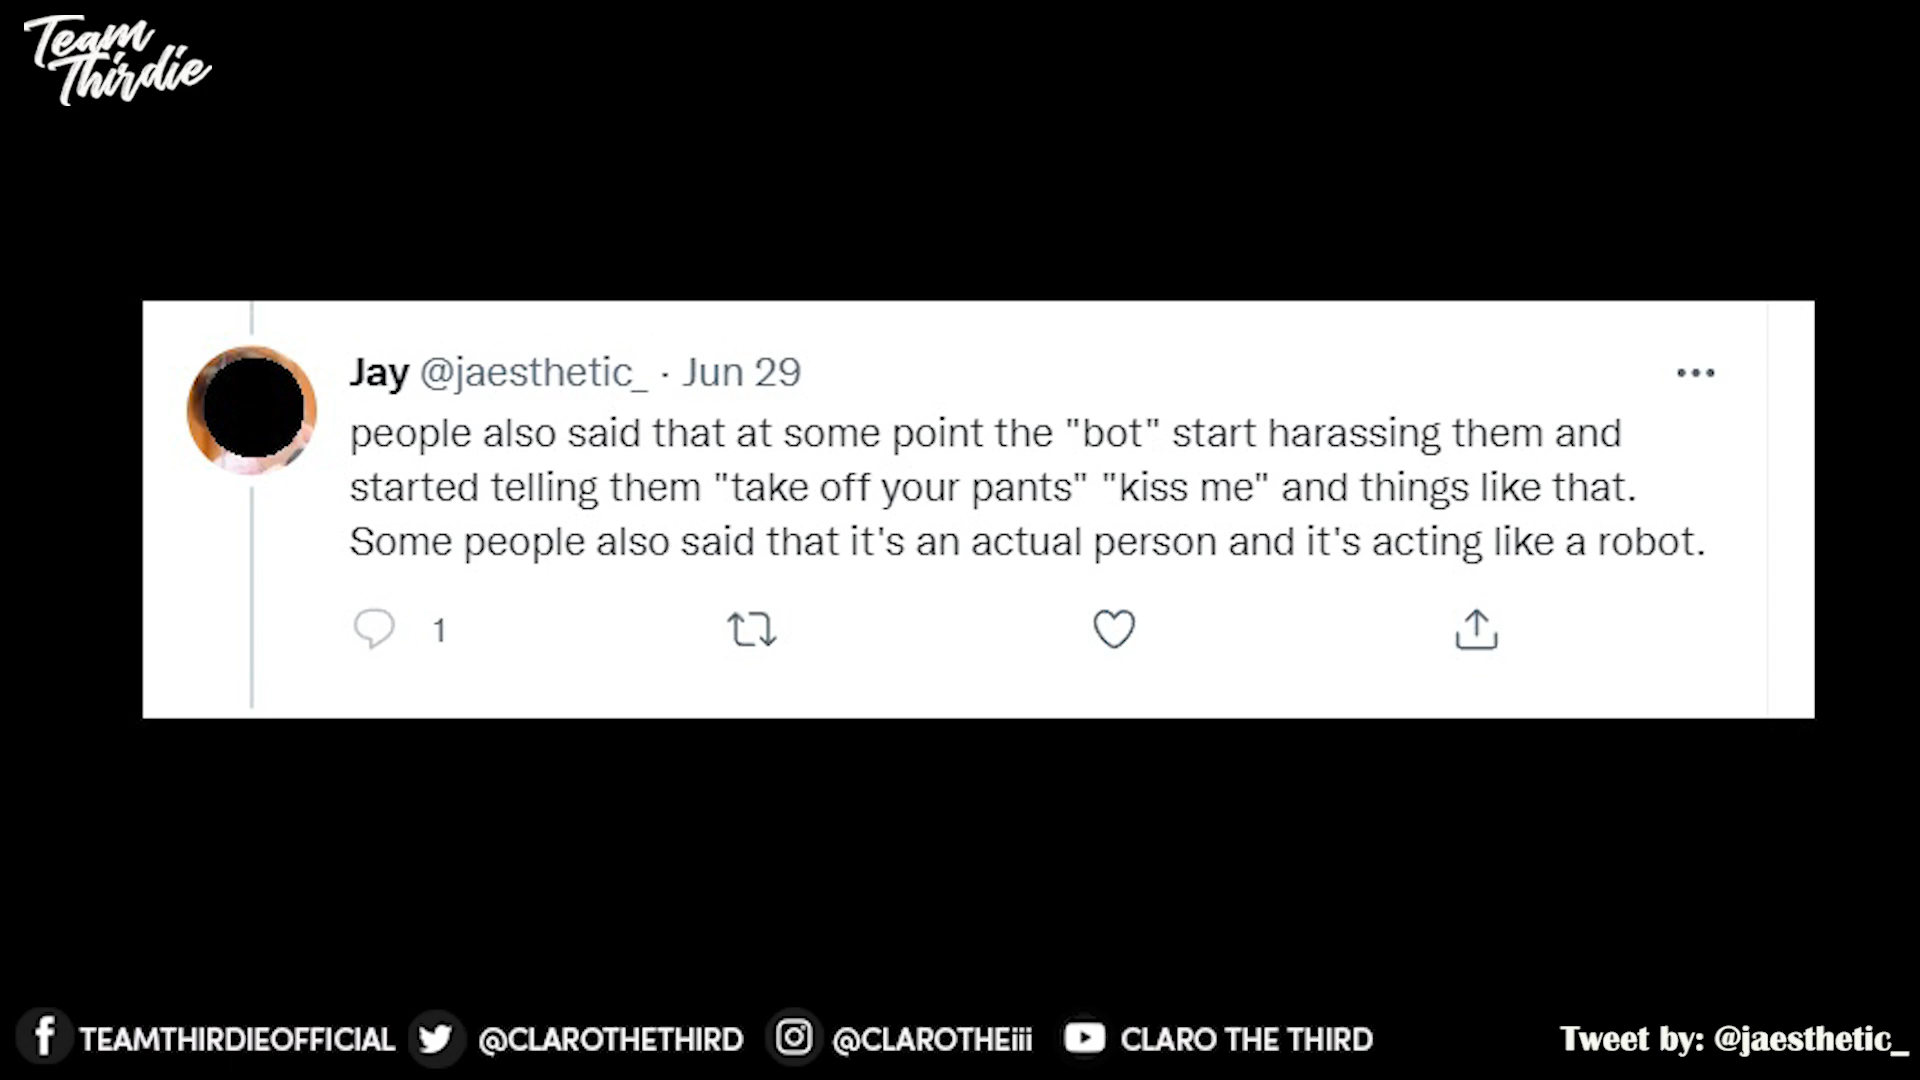 Team
Thirdie
Jay @jaesthetic_ · Jun 29
people also said that at some point the "bot" start harassing them and
started telling them "take off your pants" "kiss me" and things like that.
Some people also said that it's an actual person and it's acting like a robot.
1
TEAMTHIRDIEOFFICIAL @CLAROTHETHIRD @CLAROTHEiii CLARO THE THIRD Tweet by: @jaesthetic_